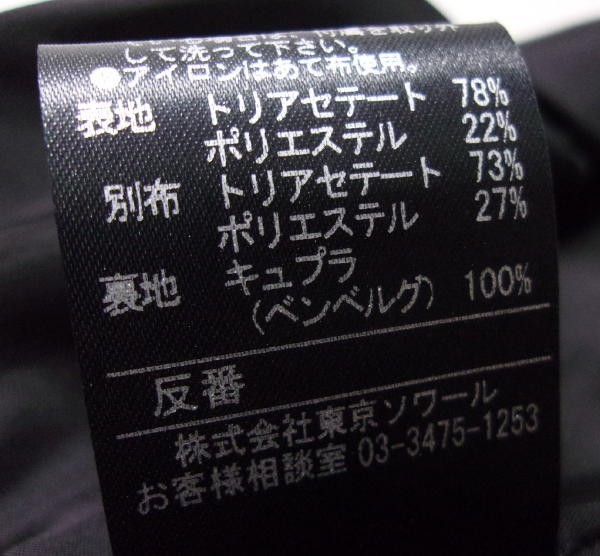 して洗って下さい。
●アイロンはあて布使用。
表地 トリアセテート 78%
ポリエステル 22%
別布 トリアセテート 73%
ポリエステル 27%
裏地 キュプラ
(ベンベルグ) 100%
反番
株式会社東京ソワール
お客様相談室 03-3475-1253